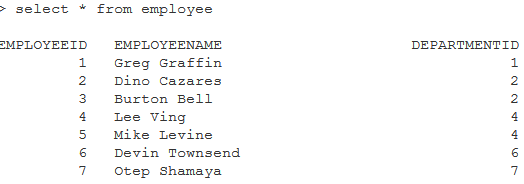 > select * from employee
EMPLOYEEID EMPLOYEENAME DEPARTMENTID
1 Greg Graffin 1
2 Dino Cazares 2
3 Burton Bell 2
4 Lee Ving 4
5 Mike Levine 4
6 Devin Townsend 6
7 Otep Shamaya 7